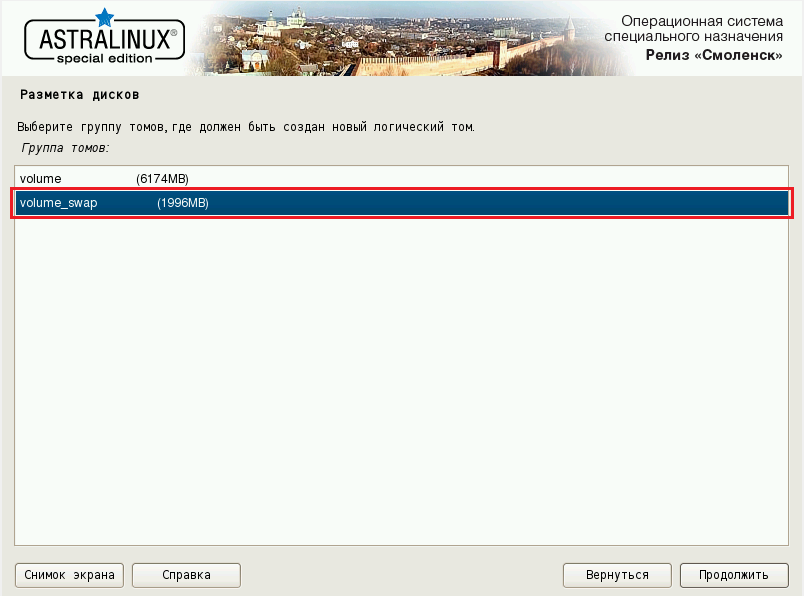 ASTRALINUX®
special edition
Операционная система
специального назначения
Релиз «Смоленск»
Разметка дисков
Выберите группу томов, где должен быть создан новый логический том.
Группа томов:
volume (6174MB)
volume_swap (1996MB)
Снимок экрана
Справка
Вернуться
Продолжить